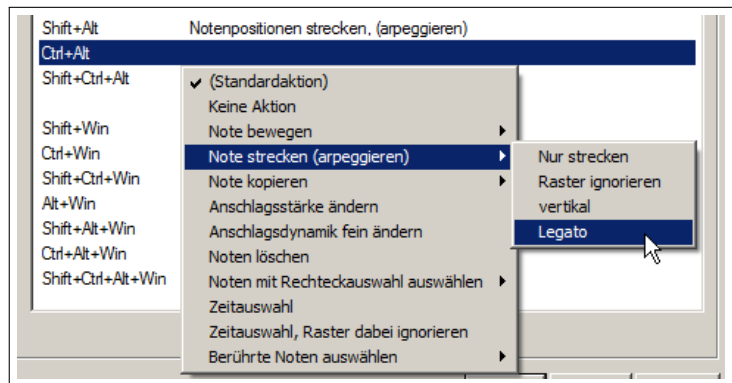 Shift+Alt Notenpositionen strecken, (arpeggieren)
Ctrl+Alt
Shift+Ctrl+Alt
(Standardaktion)
Keine Aktion
Shift+Win
Note bewegen
Ctrl+Win
Note strecken (arpeggieren)
Nur strecken
Shift+Ctrl+Win
Note kopieren
Raster ignorieren
Alt+Win
Anschlagsstärke ändern
vertikal
Shift+Alt+Win
Anschlagsdynamik fein ändern
Legato
Ctrl+Alt+Win
Noten löschen
Shift+Ctrl+Alt+Win
Noten mit Rechteckauswahl auswählen
Zeitauswahl
Zeitauswahl, Raster dabei ignorieren
Berührte Noten auswählen